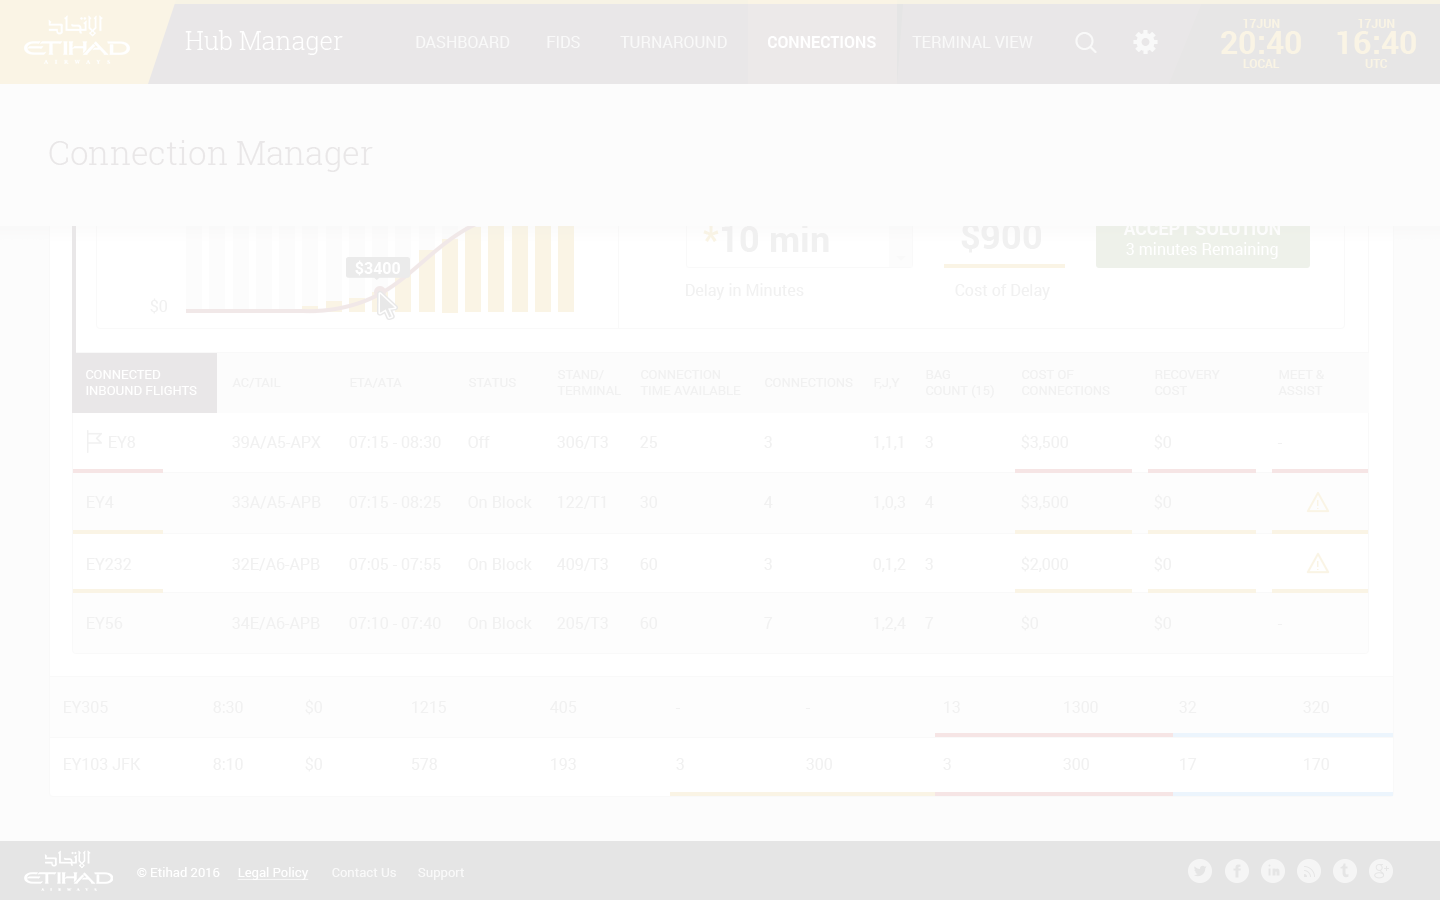 الإتحاد
ETIHAD
AIRWAYS
Hub Manager
DASHBOARD FIDS TURNAROUND CONNECTIONS TERMINAL VIEW
17JUN 17JUN
20:40 16:40
LOCAL UTC
Connection Manager
*10 min $900 ACCEPT SOLUTION
3 minutes Remaining
$3400
Delay in Minutes Cost of Delay
$0
CONNECTED INBOUND FLIGHTS AC/TAIL ETA/ATA STATUS STAND/ TERMINAL CONNECTION TIME AVAILABLE CONNECTIONS F,J,Y BAG COUNT (15) COST OF CONNECTIONS RECOVERY COST MEET & ASSIST
EY8 39A/A5-APX 07:15 - 08:30 Off 306/T3 25 3 1,1,1 3 $3,500 $0 -
EY4 33A/A5-APB 07:15 - 08:25 On Block 122/T1 30 4 1,0,3 4 $3,500 $0
EY232 32E/A6-APB 07:05 - 07:55 On Block 409/T3 60 3 0,1,2 3 $2,000 $0
EY56 34E/A6-APB 07:10 - 07:40 On Block 205/T3 60 7 1,2,4 7 $0 $0 -
EY305 8:30 $0 1215 405 - - 13 1300 32 320
EY103 JFK 8:10 $0 578 193 3 300 3 300 17 170
الإتحاد
ETIHAD
AIRWAYS
© Etihad 2016 Legal Policy Contact Us Support